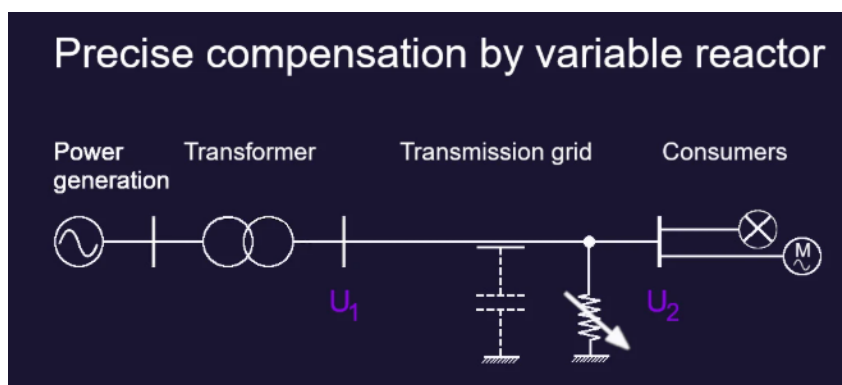 Precise compensation by variable reactor
Power
generation
Transformer
Transmission grid
Consumers
M
U1
U2